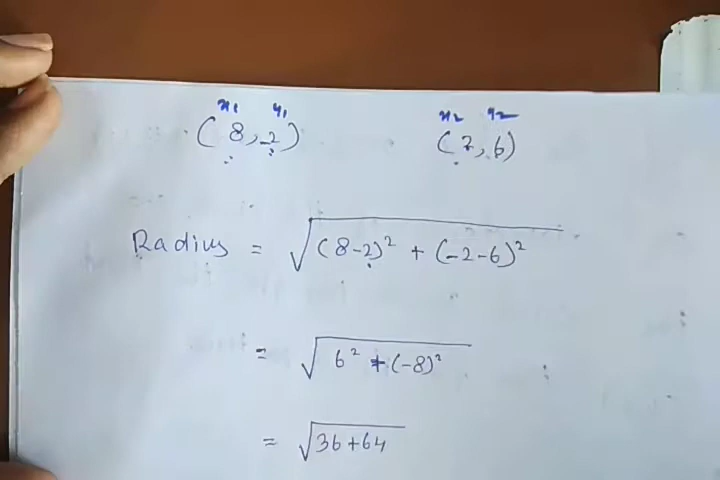 x₁ y₁ x₂ y₂
(8, -2) (2, 6)
Radius = √((8-2)² + (-2-6)²)
= √(6² + (-8)²)
= √(36+64)